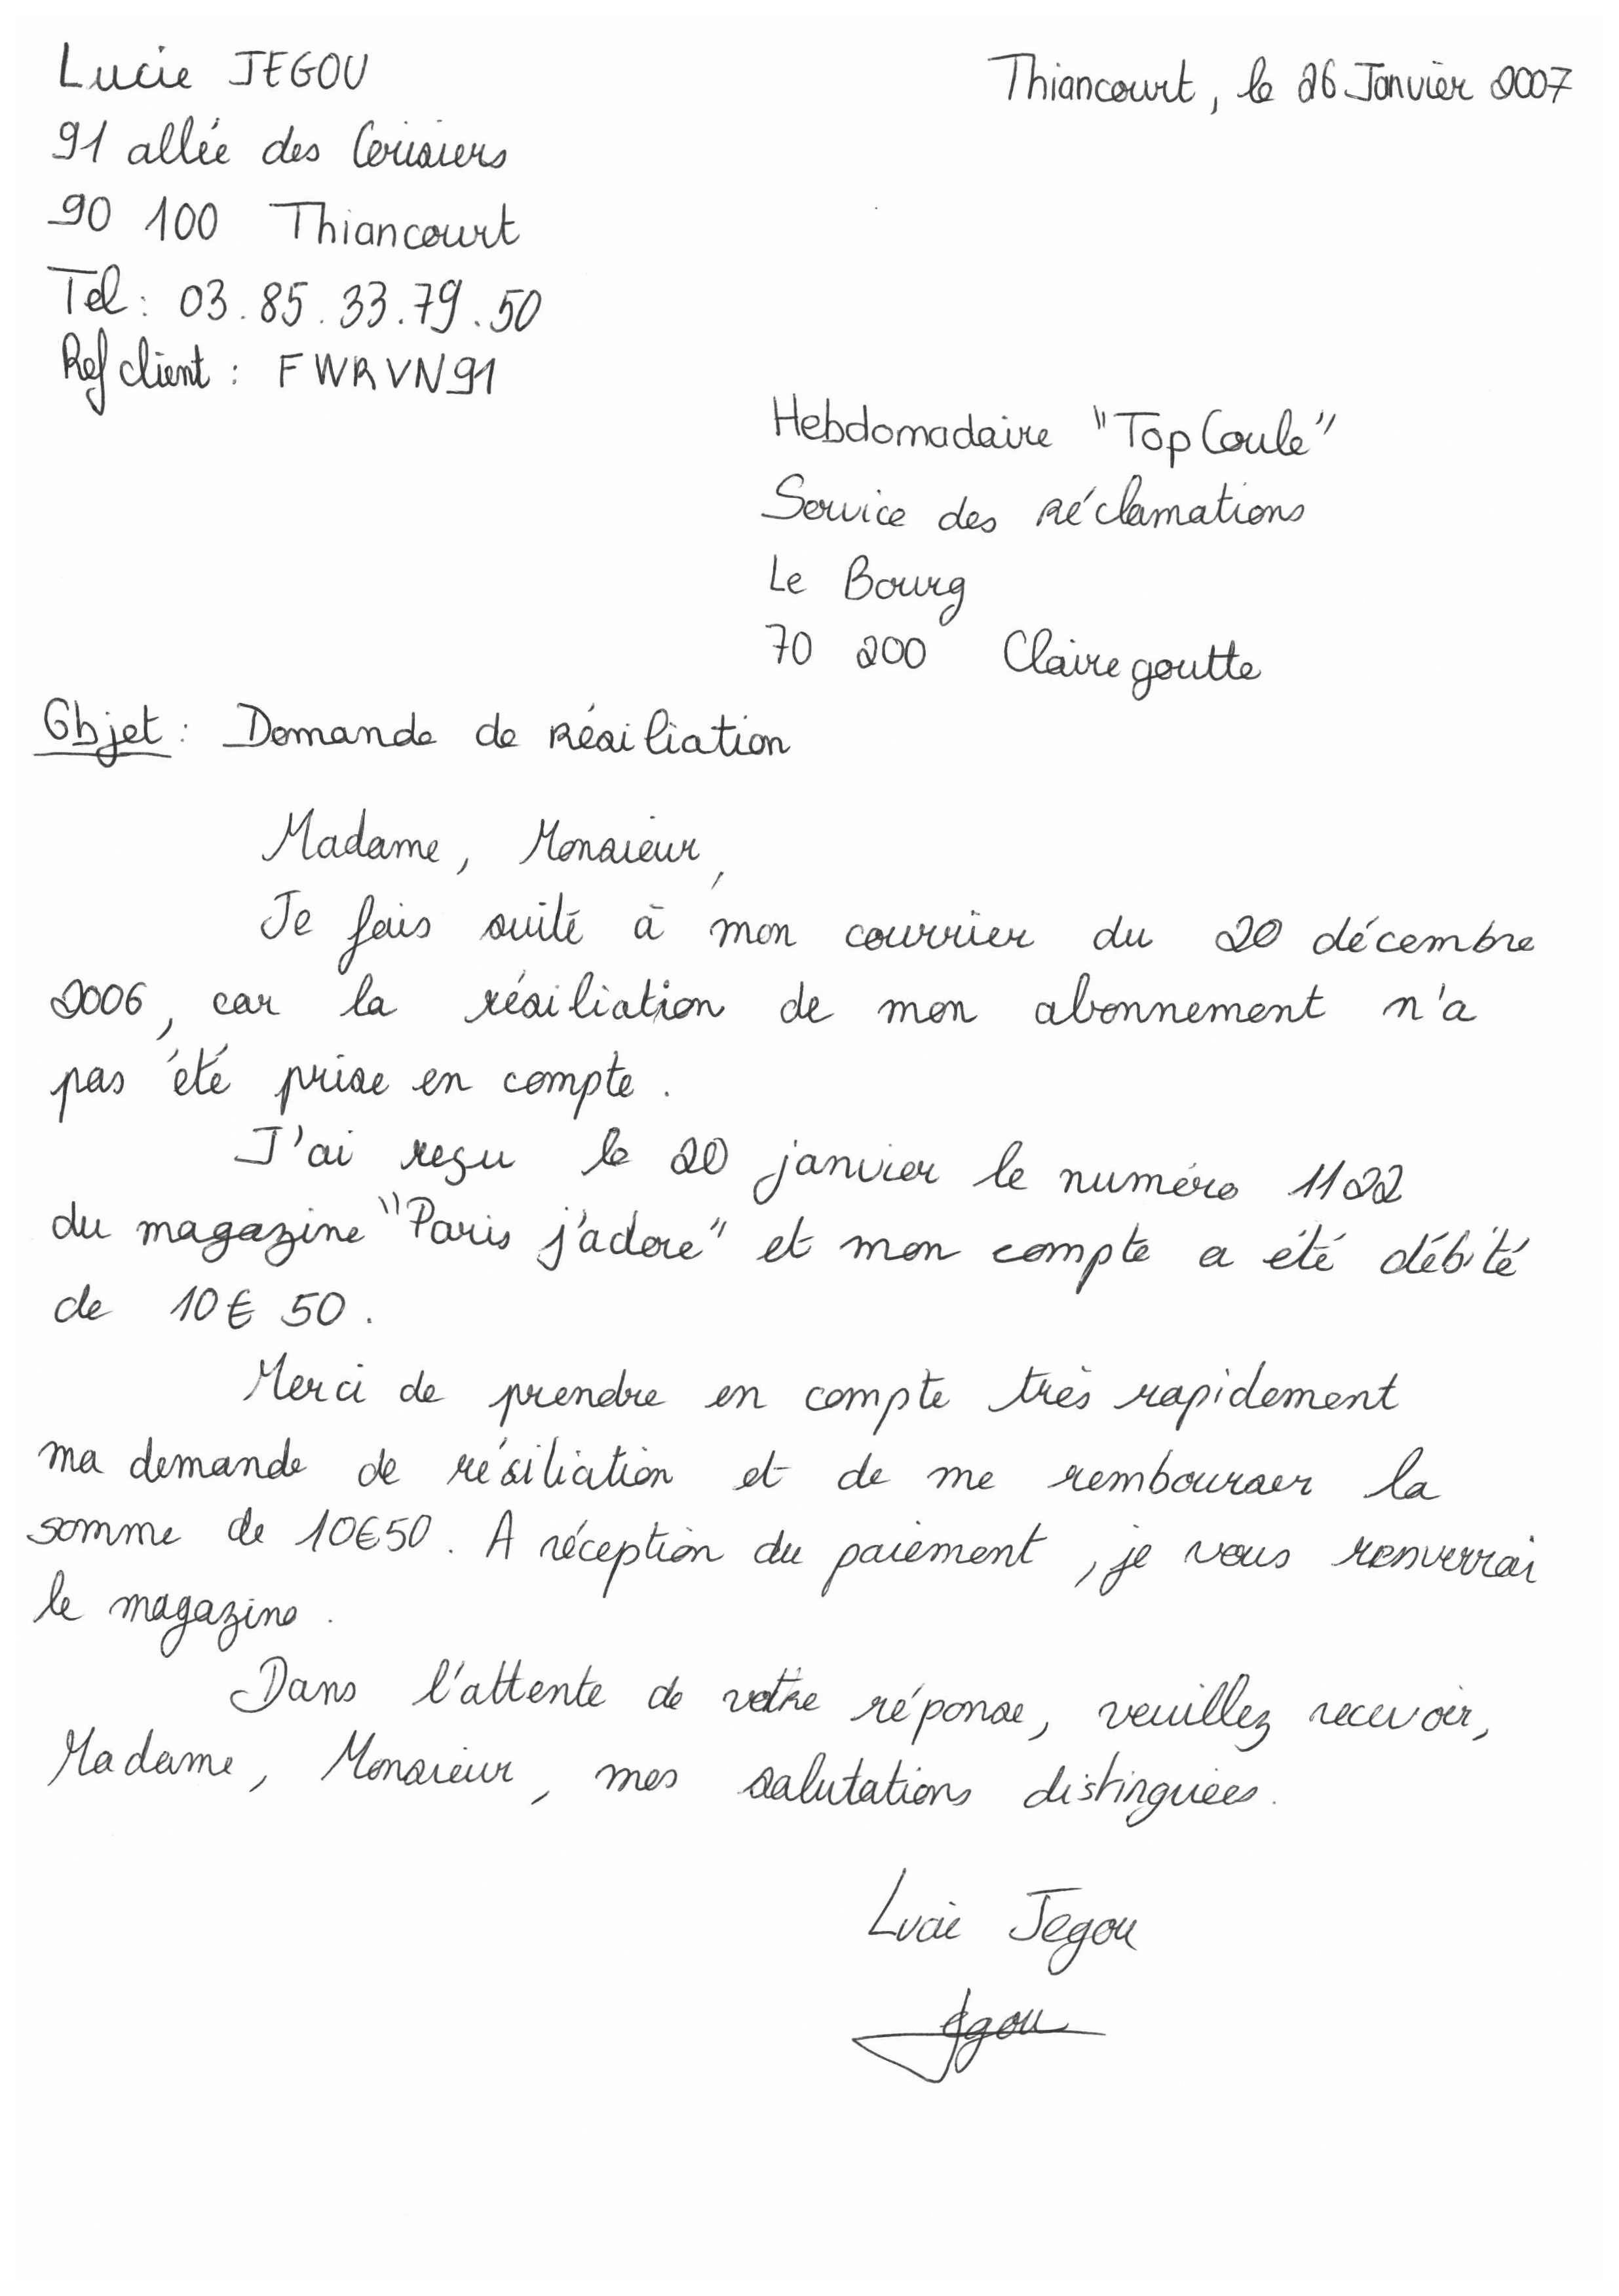 Lucie JEGOU
Thiancourt, le 26 Janvier 2007
91 allée des Cerisiers
90 100 Thiancourt
Tel : 03.85.33.79.50
Ref client : FWRVN91
Hebdomadaire "Top Coule"
Service des Réclamations
Le Bourg
70 200 Clairegoutte
Objet : Demande de Résiliation
Madame, Monsieur,
Je fais suite à mon courrier du 20 décembre
2006, car la résiliation de mon abonnement n'a
pas été prise en compte.
J'ai reçu le 20 janvier le numéro 1122
du magazine "Paris j'adore" et mon compte a été débité
de 10€ 50.
Merci de prendre en compte très rapidement
ma demande de résiliation et de me rembourser la
somme de 10€50. A réception du paiement, je vous renverrai
le magazine.
Dans l'attente de votre réponse, veuillez recevoir,
Madame, Monsieur, mes salutations distinguées.
Lucie Jegou
Jegou